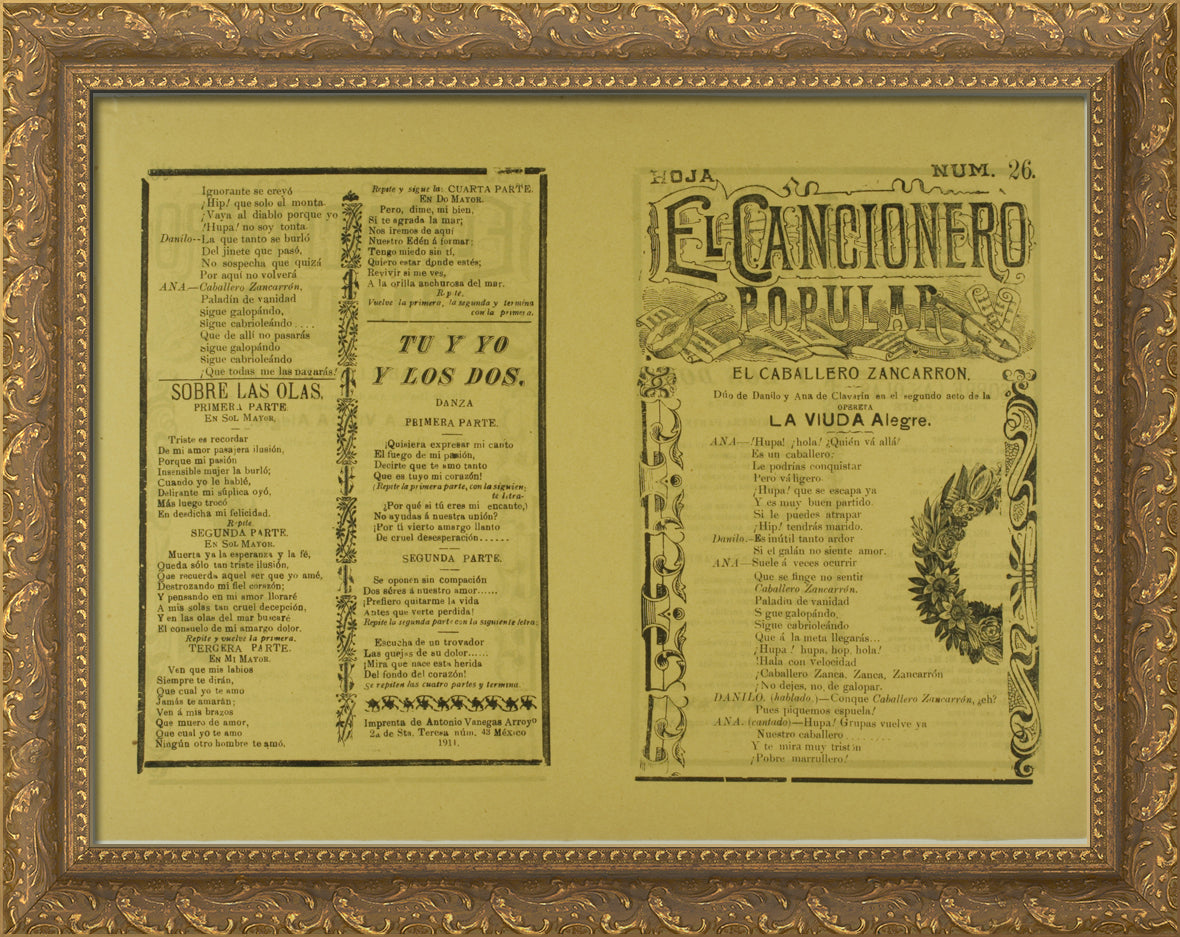 Ignorante se creyó
¡Hip! que solo el monta
¡Vaya al diablo porque yo
¡Hupa! no soy tonta
Danilo--La que tanto se burló
Del jinete que pasó,
No sospecha que quizá
Por aquí no volverá
ANA—Caballero Zancarrón,
Paladín de vanidad
Sigue galopándo,
Sigue cabrioleándo....
Que de allí no pasarás
Sigue galopándo
Sigue cabrioleándo
¡Que todas me las pagarás!
SOBRE LAS OLAS.
PRIMERA PARTE
EN SOL MAYOR,
Triste es recordar
De mi amor pasajera ilusión,
Porque mi pasión
Insensible mujer la burló;
Cuando yo le hablé,
Delirante mi súplica oyó,
Más luego trocó
En desdicha mi felicidad.
Repite.
SEGUNDA PARTE.
EN SOL MAYOR.
Muerta ya la esperanza y la fé,
Queda sólo tan triste ilusión,
Que recuerda aquel ser que yo amé,
Destrozando mi fiel corazón;
Y pensando en mi amor lloraré
A mis solas tan cruel decepción,
Y en las olas del mar buscaré
El consuelo de mi amargo dolor.
Repite y vuelve la primera.
TERCERA PARTE.
EN MI MAYOR.
Ven que mis labios
Siempre te dirán,
Que cual yo te amo
Jamás te amarán;
Ven á mis brazos
Que muero de amor,
Que cual yo te amo
Ningún otro hombre te amó.
Repite y sigue la: CUARTA PARTE.
EN DO MAYOR.
Pero, dime, mi bien,
Si te agrada la mar;
Nos iremos de aquí
Nuestro Edén á formar;
Tengo miedo sin tí,
Quiero estar donde estés;
Revivir si me ves,
A la orilla anchurosa del mar.
Rpte.
Vuelve la primera, la segunda y termina
con la primera.
TU Y YO
Y LOS DOS.
DANZA
PRIMERA PARTE.
¡Quisiera expresar mi canto
El fuego de mi pasión,
Decirte que te amo tanto
Que es tuyo mi corazón!
(Repite la primera parte, con la siguien;
te letra-
¿Por qué si tú eres mi encanto,)
No ayudas á nuestra unión?
¡Por tí vierto amargo llanto
De cruel desesperación......
SEGUNDA PARTE.
Se oponen sin compación
Dos séres á nuestro amor......
¡Prefiero quitarme la vida
Antes que verte perdida!
Repite la segunda parte con la siguiente letra:
Escucha de un trovador
Las quejas de su dolor......
¡Mira que nace esta herida
Del fondo del corazón!
Se repiten las cuatro partes y termina.
Imprenta de Antonio Vanegas Arroyo
2a de Sta. Teresa núm. 43 México
1911.
HOJA NUM. 26.
EL CANCIONERO
POPULAR
EL CABALLERO ZANCARRON.
Dúo de Danilo y Ana de Clavarín en el segundo acto de la
OPERETA
LA VIUDA Alegre.
ANA—¡Hupa! ¡hola! ¿Quién vá allá?
Es un caballero:
Le podrías conquistar
Pero vá ligero.
¡Hupa! que se escapa ya
Y es muy buen partido.
Si le puedes atrapar
¡Hip! tendrás marido.
Danilo.-Es inútil tanto ardor
Si el galán no siente amor.
ANA—Suele á veces ocurrir
Que se finge no sentir
Caballero Zancarrón.
Paladín de vanidad
S gue galopándo,
Sigue cabrioleándo
Que á la meta llegarás...
¡Hupa! hupa, hop, hola!
¡Hala con velocidad
¡Caballero Zanca, Zanca, Zancarrón
¡No dejes, no, de galopar.
DANILO. (hablado.)—Conque Caballero Zancarrón, ¿eh?
Pues piquemos espuela!
ANA. (cantado)—Hupa! Grupas vuelve ya
Nuestro caballero ........
Y te mira muy tristón
¡Pobre marrullero!